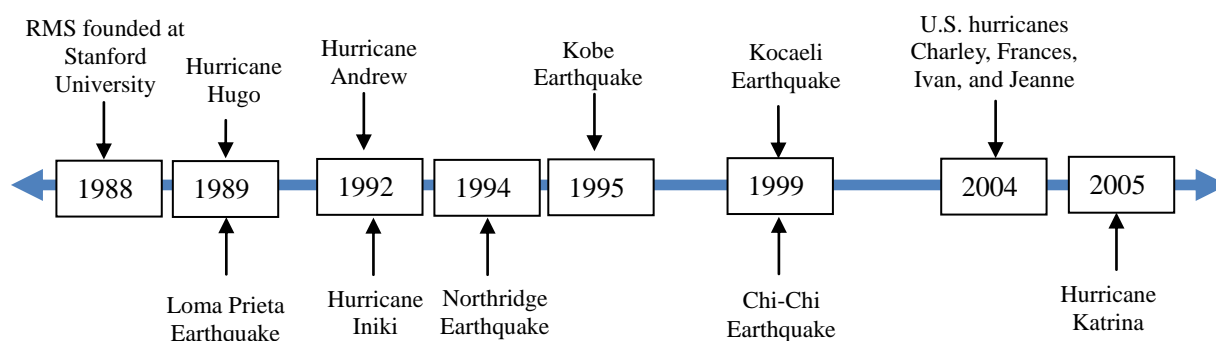 RMS founded at
Stanford
University
Hurricane
Hugo
Hurricane
Andrew
Kobe
Earthquake
Kocaeli
Earthquake
U.S. hurricanes
Charley, Frances,
Ivan, and Jeanne
1988
1989
1992
1994
1995
1999
2004
2005
Loma Prieta
Earthquake
Hurricane
Iniki
Northridge
Earthquake
Chi-Chi
Earthquake
Hurricane
Katrina